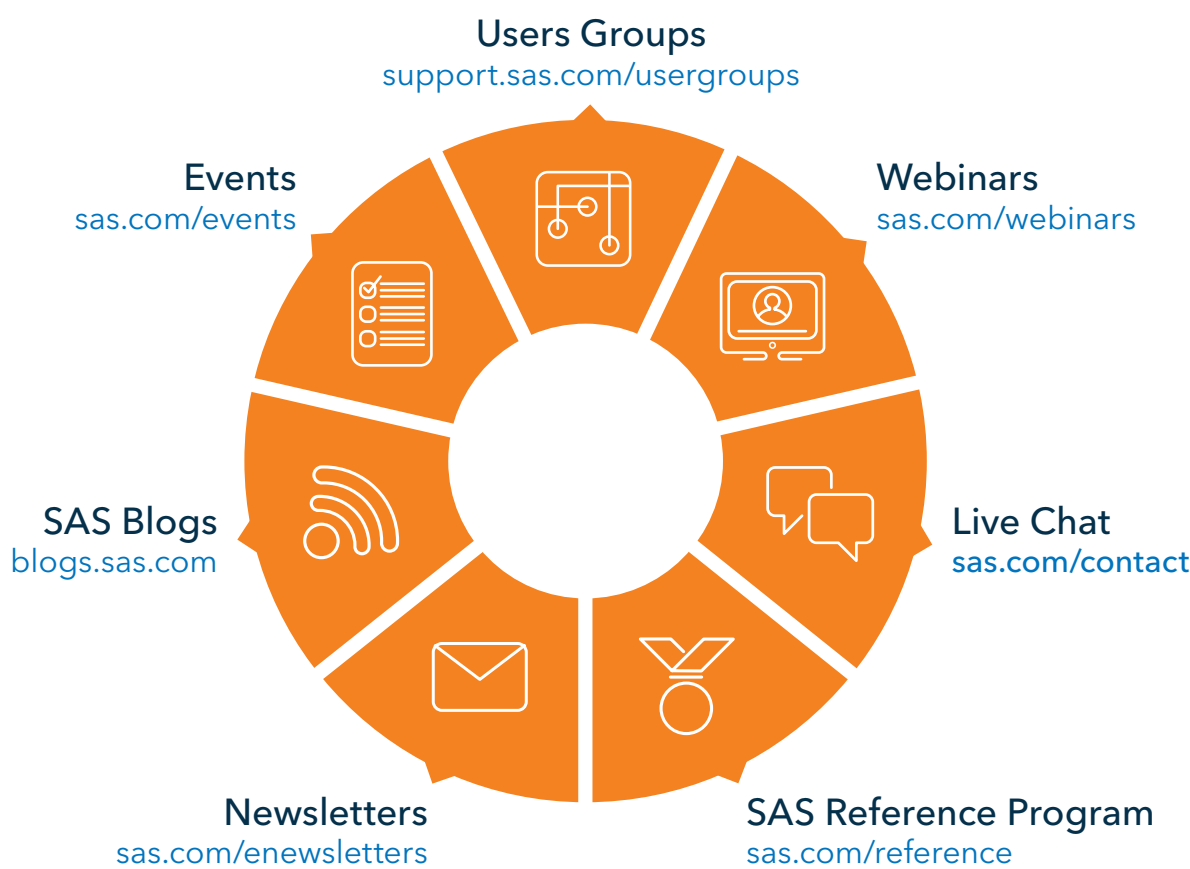 Users Groups
support.sas.com/usergroups
Events
sas.com/events
Webinars
sas.com/webinars
SAS Blogs
blogs.sas.com
Live Chat
sas.com/contact
Newsletters
sas.com/enewsletters
SAS Reference Program
sas.com/reference